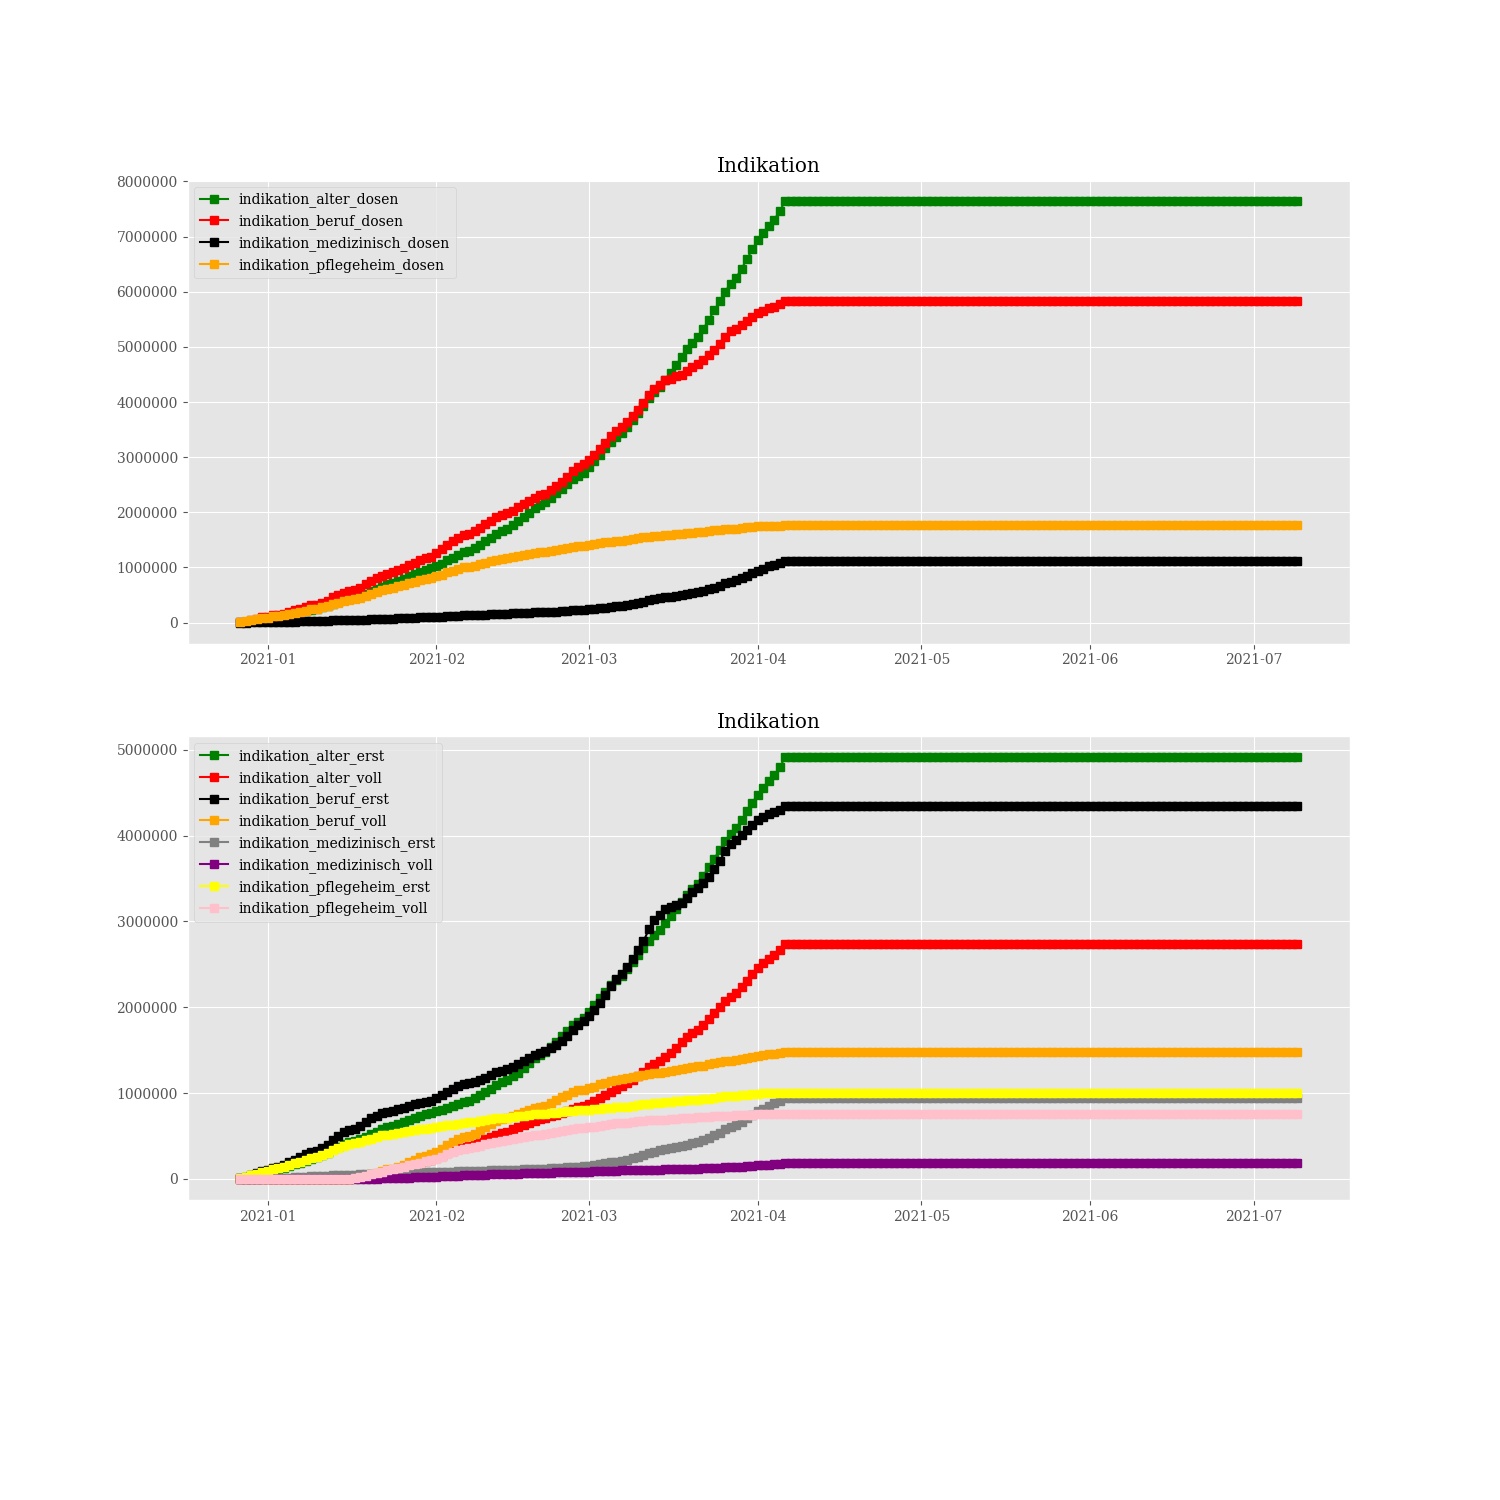 Indikation
8000000
7000000
6000000
5000000
4000000
3000000
2000000
1000000
0
indikation_alter_dosen
indikation_beruf_dosen
indikation_medizinisch_dosen
indikation_pflegeheim_dosen
2021-01 2021-02 2021-03 2021-04 2021-05 2021-06 2021-07
Indikation
5000000
4000000
3000000
2000000
1000000
0
indikation_alter_erst
indikation_alter_voll
indikation_beruf_erst
indikation_beruf_voll
indikation_medizinisch_erst
indikation_medizinisch_voll
indikation_pflegeheim_erst
indikation_pflegeheim_voll
2021-01 2021-02 2021-03 2021-04 2021-05 2021-06 2021-07